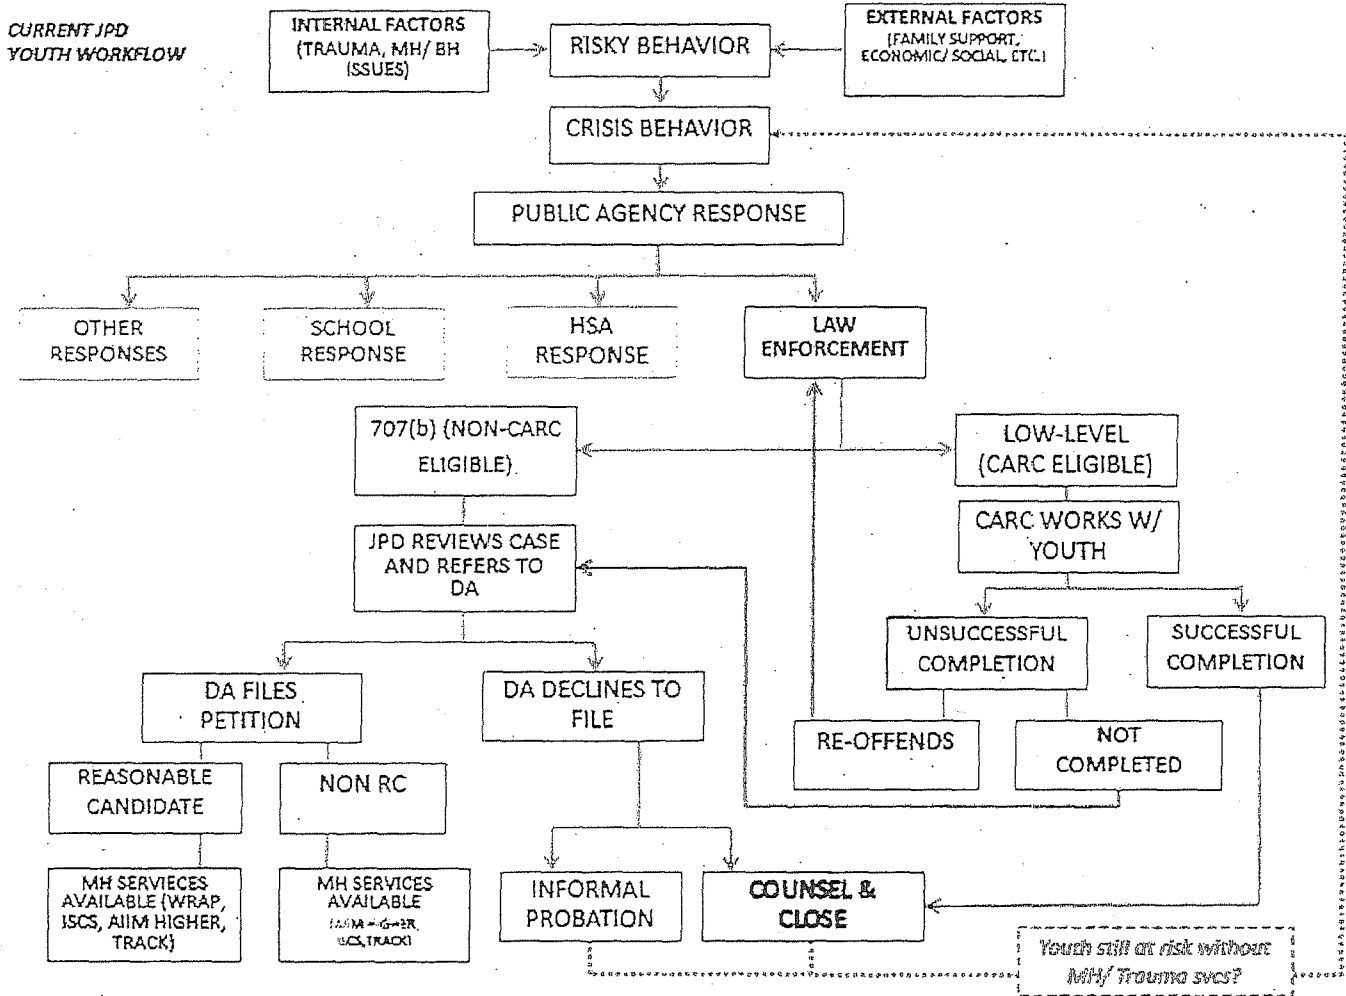 CURRENT JPD
YOUTH WORKFLOW
INTERNAL FACTORS
(TRAUMA, MH/ BH
ISSUES)
RISKY BEHAVIOR
EXTERNAL FACTORS
(FAMILY SUPPORT,
ECONOMIC/ SOCIAL, ETC.)
CRISIS BEHAVIOR
PUBLIC AGENCY RESPONSE
OTHER
RESPONSES
SCHOOL
RESPONSE
HSA
RESPONSE
LAW
ENFORCEMENT
707(b) (NON-CARC
ELIGIBLE)
LOW-LEVEL
(CARC ELIGIBLE)
CARC WORKS W/
YOUTH
JPD REVIEWS CASE
AND REFERS TO
DA
UNSUCCESSFUL
COMPLETION
SUCCESSFUL
COMPLETION
DA FILES
PETITION
DA DECLINES TO
FILE
RE-OFFENDS
NOT
COMPLETED
REASONABLE
CANDIDATE
NON RC
MH SERVIECES
AVAILABLE (WRAP,
ISCS, AIIM HIGHER,
TRACK)
MH SERVICES
AVAILABLE
(AIIM HIGHER,
ISCS, TRACK)
INFORMAL
PROBATION
COUNSEL &
CLOSE
Youth still at risk without
MH/ Trauma svcs?